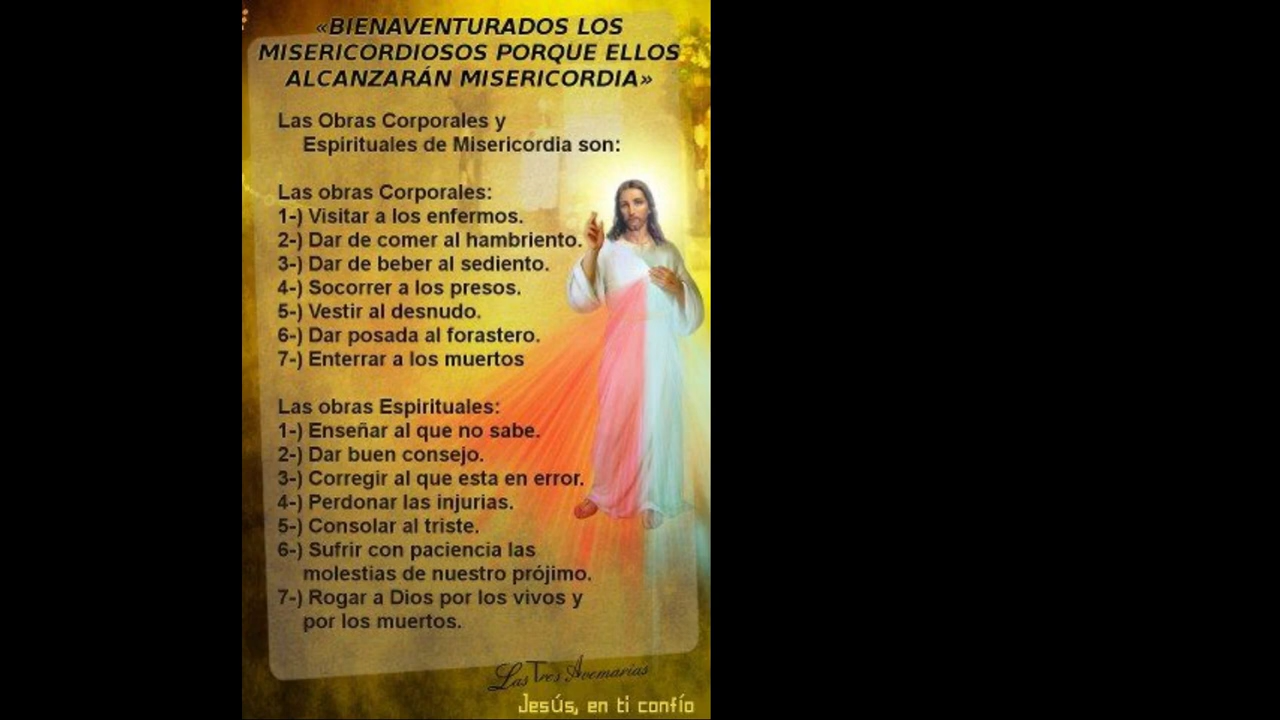 «BIENAVENTURADOS LOS
MISERICORDIOSOS PORQUE ELLOS
ALCANZARÁN MISERICORDIA»
Las Obras Corporales y
Espirituales de Misericordia son:
Las obras Corporales:
1-) Visitar a los enfermos.
2-) Dar de comer al hambriento.
3-) Dar de beber al sediento.
4-) Socorrer a los presos.
5-) Vestir al desnudo.
6-) Dar posada al forastero.
7-) Enterrar a los muertos
Las obras Espirituales:
1-) Enseñar al que no sabe.
2-) Dar buen consejo.
3-) Corregir al que esta en error.
4-) Perdonar las injurias.
5-) Consolar al triste.
6-) Sufrir con paciencia las
molestias de nuestro prójimo.
7-) Rogar a Dios por los vivos y
por los muertos.
Las Tres Avemarías
Jesús, en ti confío